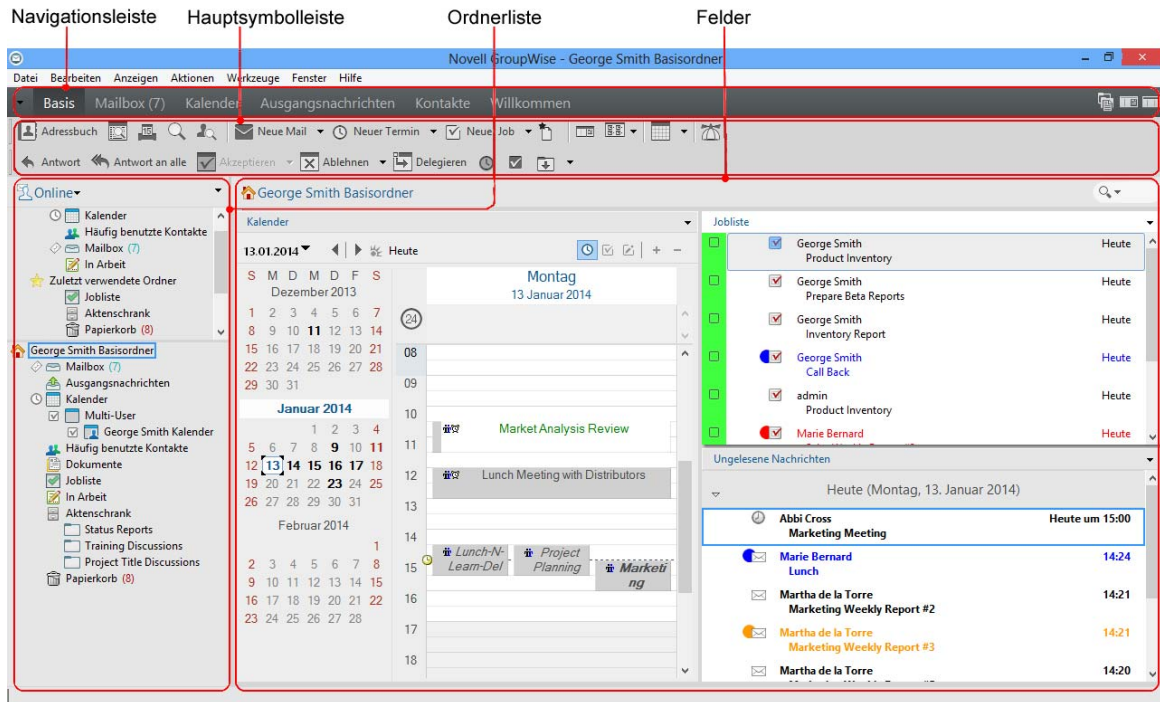 Navigationsleiste Hauptsymbolleiste Ordnerliste Felder
Novell GroupWise - George Smith Basisordner
Datei Bearbeiten Anzeigen Aktionen Werkzeuge Fenster Hilfe
Basis Mailbox (7) Kalender Ausgangsnachrichten Kontakte Willkommen
Adressbuch Neue Mail Neuer Termin Neue Job
Antwort Antwort an alle Akzeptieren Ablehnen Delegieren
Online
Kalender
Häufig benutzte Kontakte
Mailbox (7)
In Arbeit
Zuletzt verwendete Ordner
Jobliste
Aktenschrank
Papierkorb (8)
George Smith Basisordner
Mailbox (7)
Ausgangsnachrichten
Kalender
Multi-User
George Smith Kalender
Häufig benutzte Kontakte
Dokumente
Jobliste
In Arbeit
Aktenschrank
Status Reports
Training Discussions
Project Title Discussions
Papierkorb (8)
George Smith Basisordner
Kalender
13.01.2014 Heute
S M D M D F S
Dezember 2013
1 2 3 4 5 6 7
8 9 10 11 12 13 14
15 16 17 18 19 20 21
22 23 24 25 26 27 28
29 30 31
Januar 2014
1 2 3 4
5 6 7 8 9 10 11
12 13 14 15 16 17 18
19 20 21 22 23 24 25
26 27 28 29 30 31
Februar 2014
1
2 3 4 5 6 7 8
9 10 11 12 13 14 15
16 17 18 19 20 21 22
23 24 25 26 27 28
Montag
13 Januar 2014
24
08
09
10
Market Analysis Review
11
12 Lunch Meeting with Distributors
13
14
Lunch-N- Project
15 Learn-Del Planning Marketi
ng
16
17
18
Jobliste
George Smith Heute
Product Inventory
George Smith Heute
Prepare Beta Reports
George Smith Heute
Inventory Report
George Smith Heute
Call Back
admin Heute
Product Inventory
Marie Bernard Heute
Ungelesene Nachrichten
Heute (Montag, 13. Januar 2014)
Abbi Cross Heute um 15:00
Marketing Meeting
Marie Bernard 14:24
Lunch
Martha de la Torre 14:21
Marketing Weekly Report #2
Martha de la Torre 14:21
Marketing Weekly Report #3
Martha de la Torre 14:20